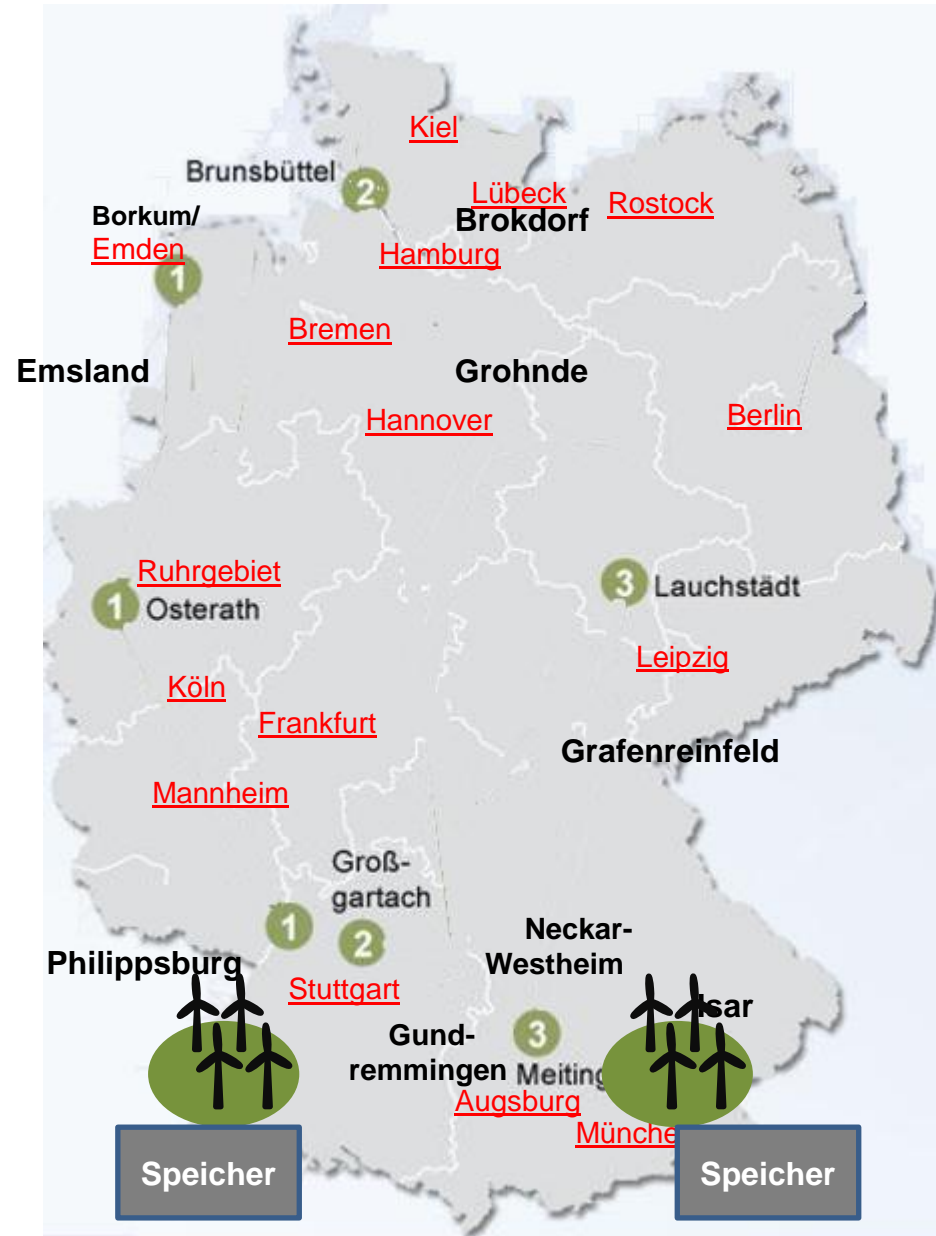 Kiel
Brunsbüttel
2
Lübeck
Rostock
Borkum/
Brokdorf
Emden
Hamburg
1
Bremen
Emsland
Grohnde
Berlin
Hannover
Ruhrgebiet
3 Lauchstädt
1 Osterath
Leipzig
Köln
Frankfurt
Grafenreinfeld
Mannheim
Groß-
gartach
1
2
Neckar-
Westheim
Philippsburg
Stuttgart
Isar
Gund-
remmingen
3
Meiting
Augsburg
Münche
Speicher
Speicher